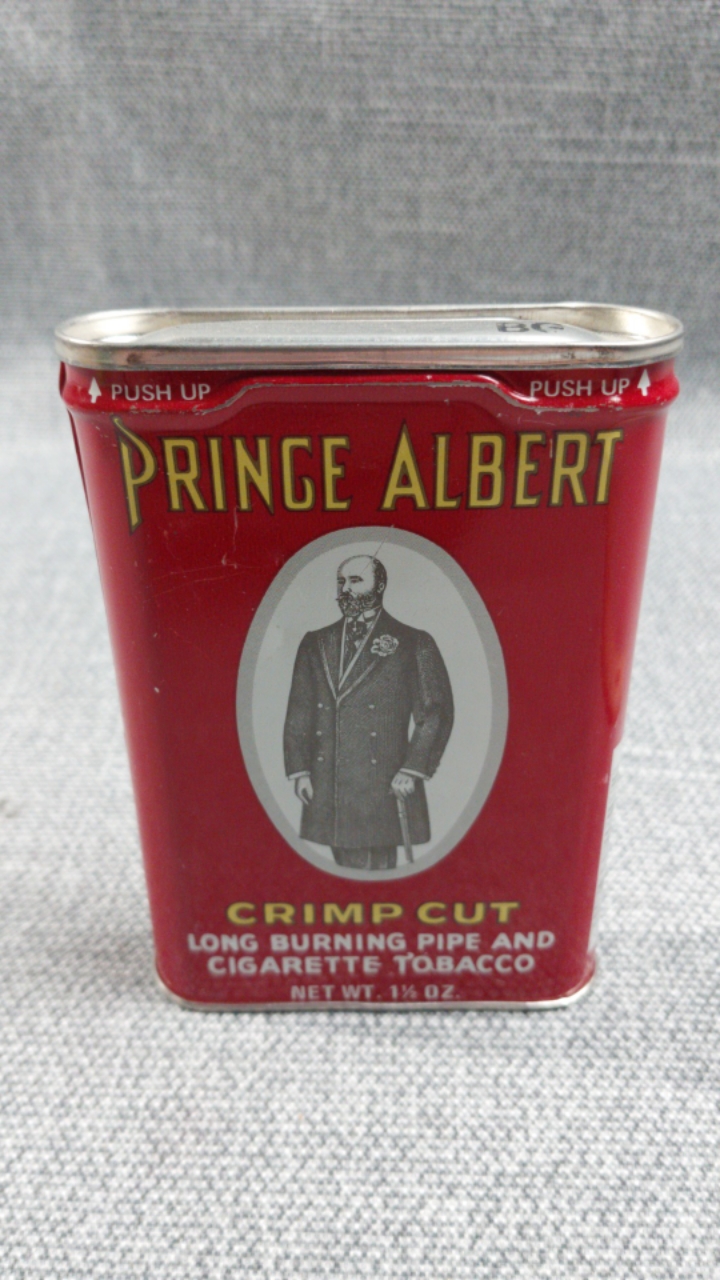 BG
PUSH UP PUSH UP
PRINCE ALBERT
CRIMP CUT
LONG BURNING PIPE AND
CIGARETTE TOBACCO
NET WT. 1½ OZ.